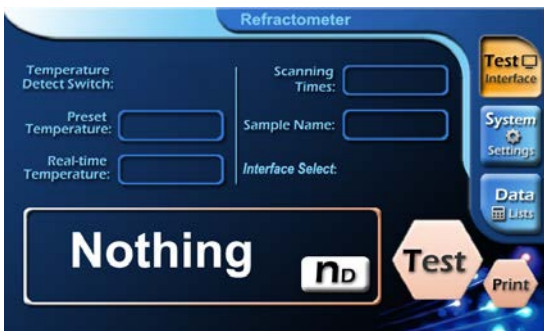 Refractometer
Temperature
Detect Switch:
Preset
Temperature:
Real-time
Temperature:
Scanning
Times:
Sample Name:
Interface Select:
Test
Interface
System
Settings
Data
Lists
Nothing
nD
Test
Print